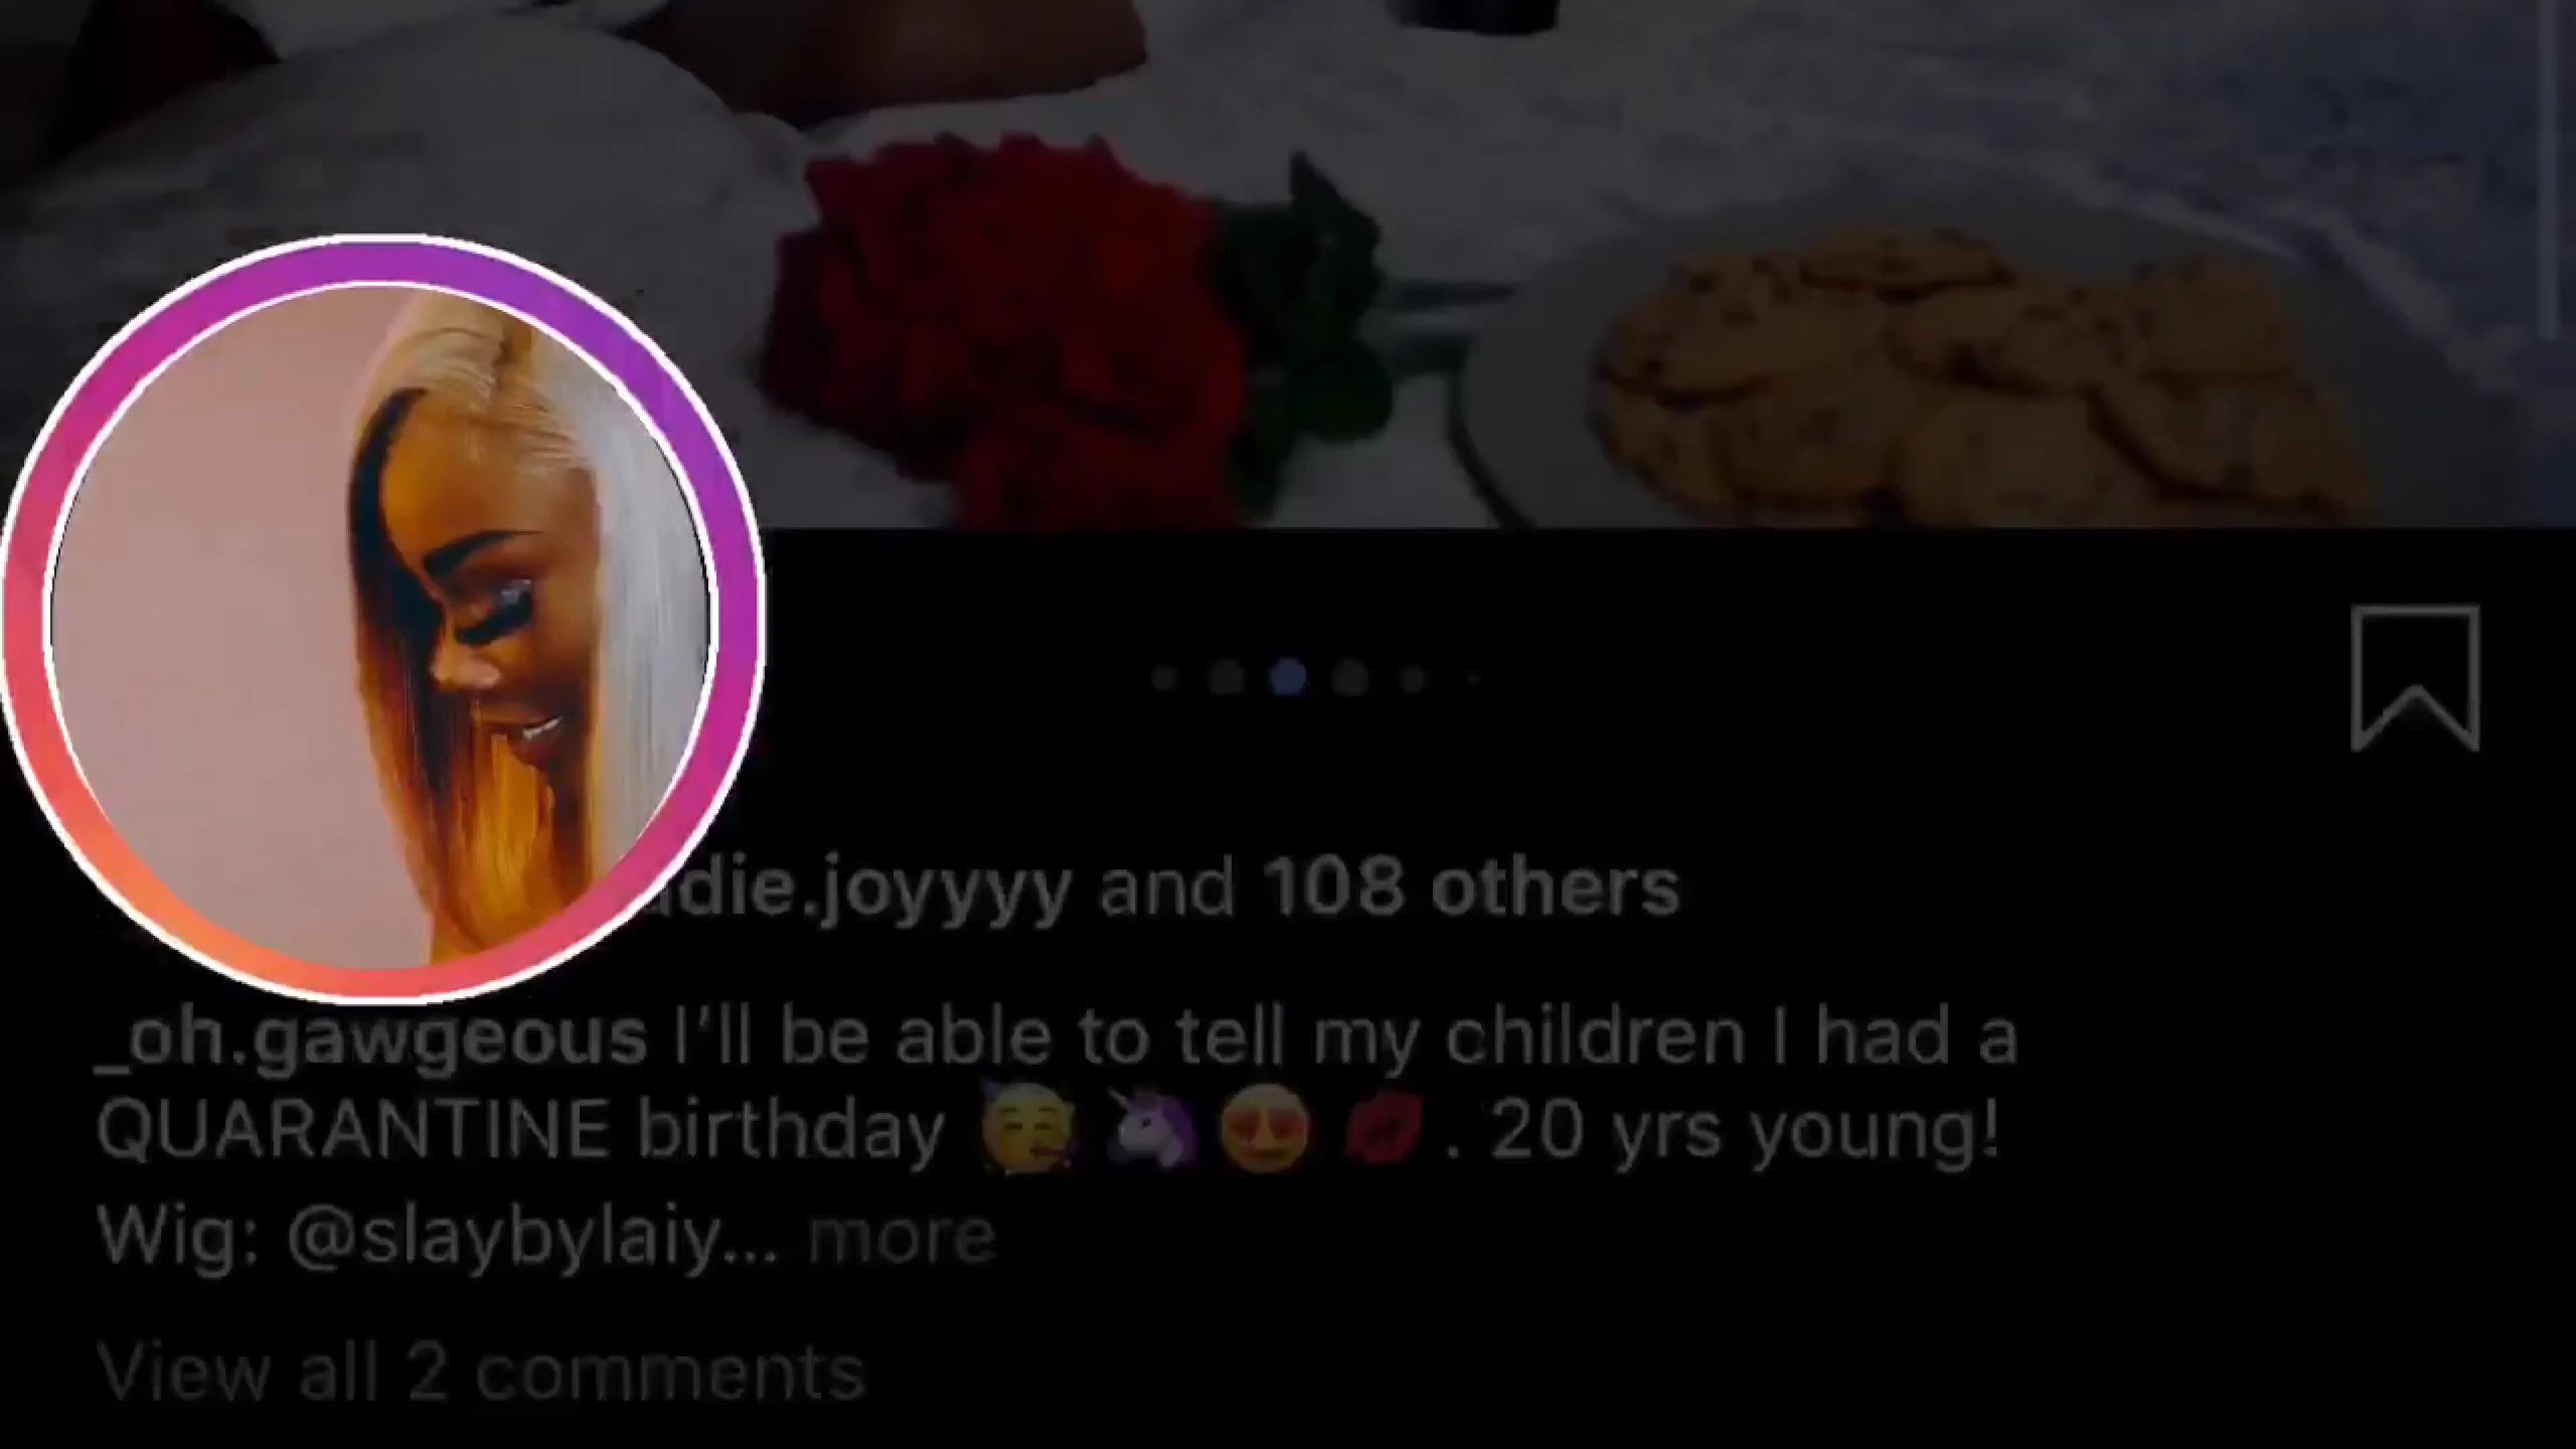 die.joyyyy and 108 others
_oh.gawgeous I'll be able to tell my children I had a
QUARANTINE birthday 🥳 🦄 😍 💋 . 20 yrs young!
Wig: @slaybylaiy... more
View all 2 comments